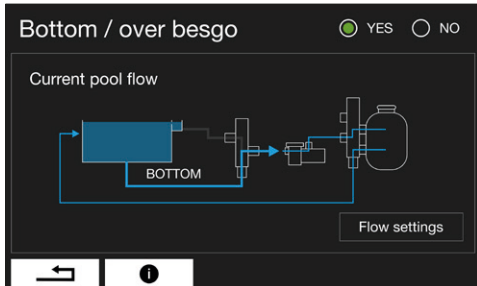 Bottom / over besgo
YES NO
Current pool flow
BOTTOM
Flow settings
i